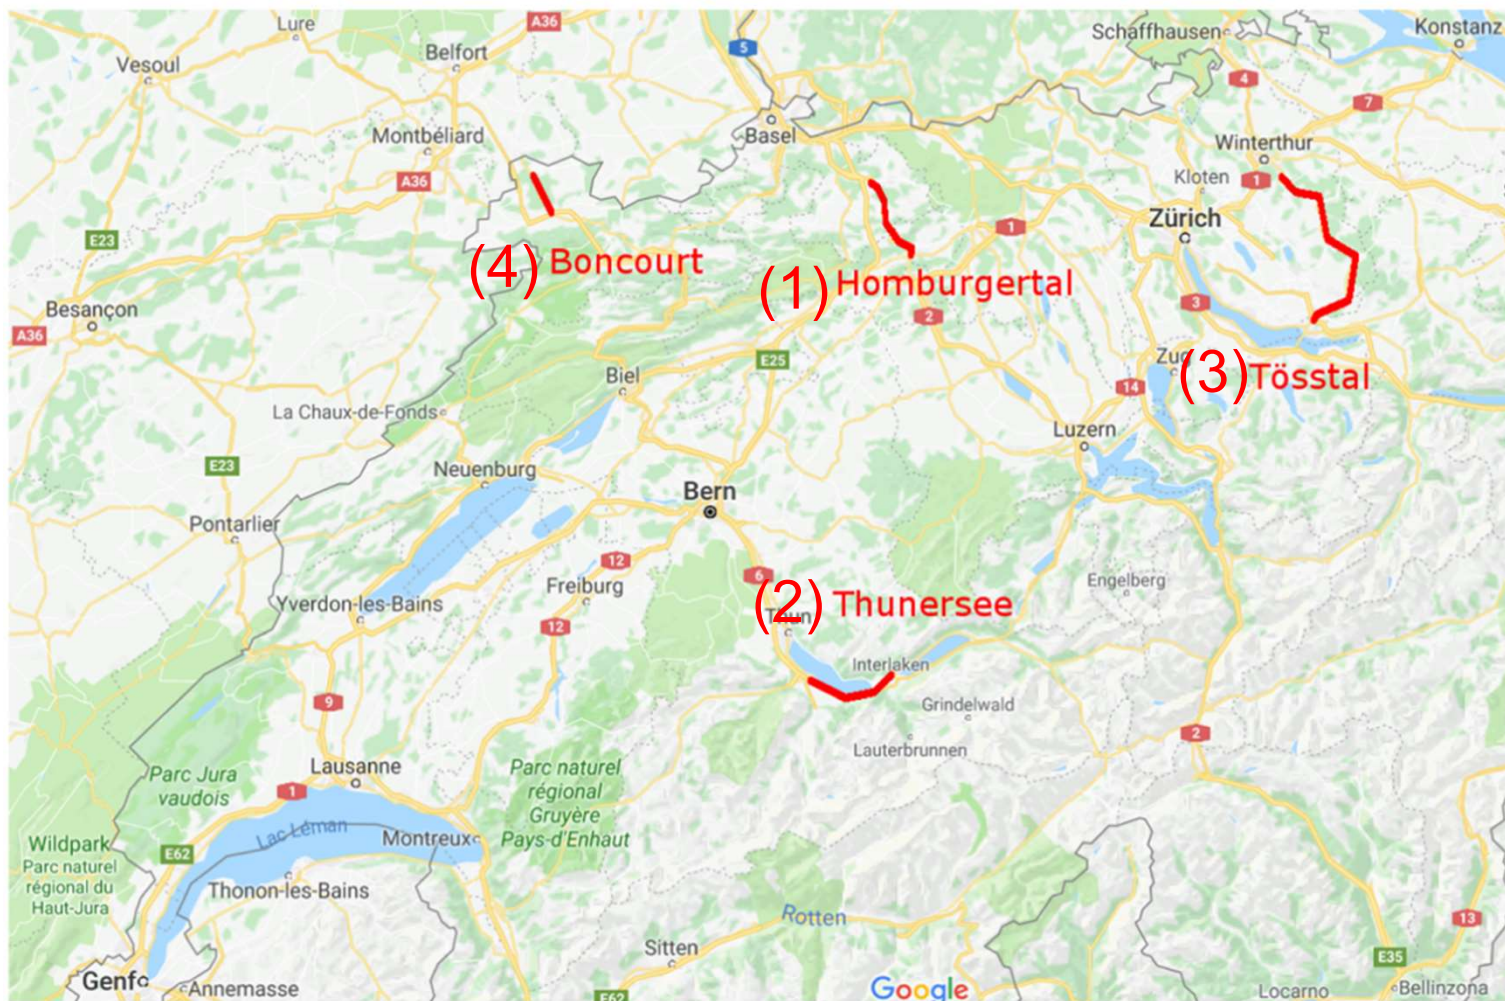 Lure
A36
Schaffhausen
Konstanz
Vesoul
Belfort
5
4
7
Montbéliard
Basel
Winterthur
A36
Kloten
1
Zürich
E23
1
(4) Boncourt
(1) Homburgertal
Besançon
3
2
A36
E25
Zug
Biel
(3) Tösstal
14
La Chaux-de-Fonds
Luzern
E23
Neuenburg
Bern
Pontarlier
12
6
Engelberg
Freiburg
(2) Thunersee
Yverdon-les-Bains
Thun
12
Interlaken
9
Grindelwald
2
Lauterbrunnen
Lausanne
Parc Jura
vaudois
Parc naturel
régional
Gruyère
Pays-d'Enhaut
1
Lac Léman
Montreux
Wildpark
Parc naturel
régional du
Haut-Jura
E62
Thonon-les-Bains
Rotten
13
Sitten
E35
Genf
Annemasse
E62
Google
Locarno
Bellinzona